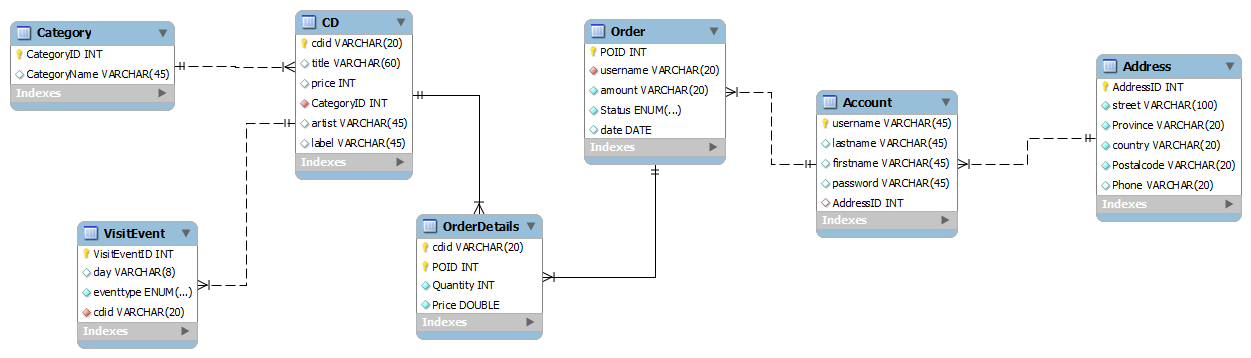 Category
CategoryID INT
CategoryName VARCHAR(45)
Indexes
CD
cdid VARCHAR(20)
title VARCHAR(60)
price INT
CategoryID INT
artist VARCHAR(45)
label VARCHAR(45)
Indexes
Order
POID INT
username VARCHAR(20)
amount VARCHAR(20)
Status ENUM(...)
date DATE
Indexes
Account
username VARCHAR(45)
lastname VARCHAR(45)
firstname VARCHAR(45)
password VARCHAR(45)
AddressID INT
Indexes
Address
AddressID INT
street VARCHAR(100)
Province VARCHAR(20)
country VARCHAR(20)
Postalcode VARCHAR(20)
Phone VARCHAR(20)
Indexes
VisitEvent
VisitEventID INT
day VARCHAR(8)
eventtype ENUM(...)
cdid VARCHAR(20)
Indexes
OrderDetails
cdid VARCHAR(20)
POID INT
Quantity INT
Price DOUBLE
Indexes